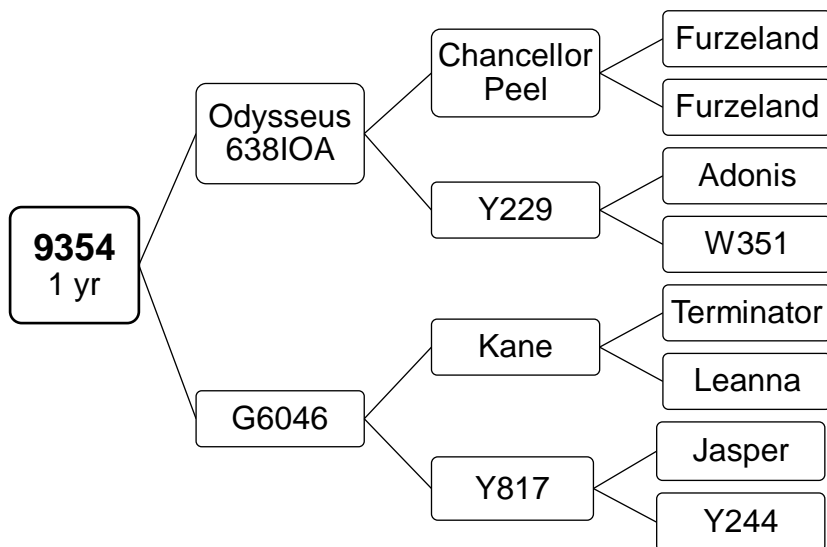 9354
1 yr
Odysseus
638IOA
G6046
Chancellor
Peel
Y229
Kane
Y817
Furzeland
Furzeland
Adonis
W351
Terminator
Leanna
Jasper
Y244